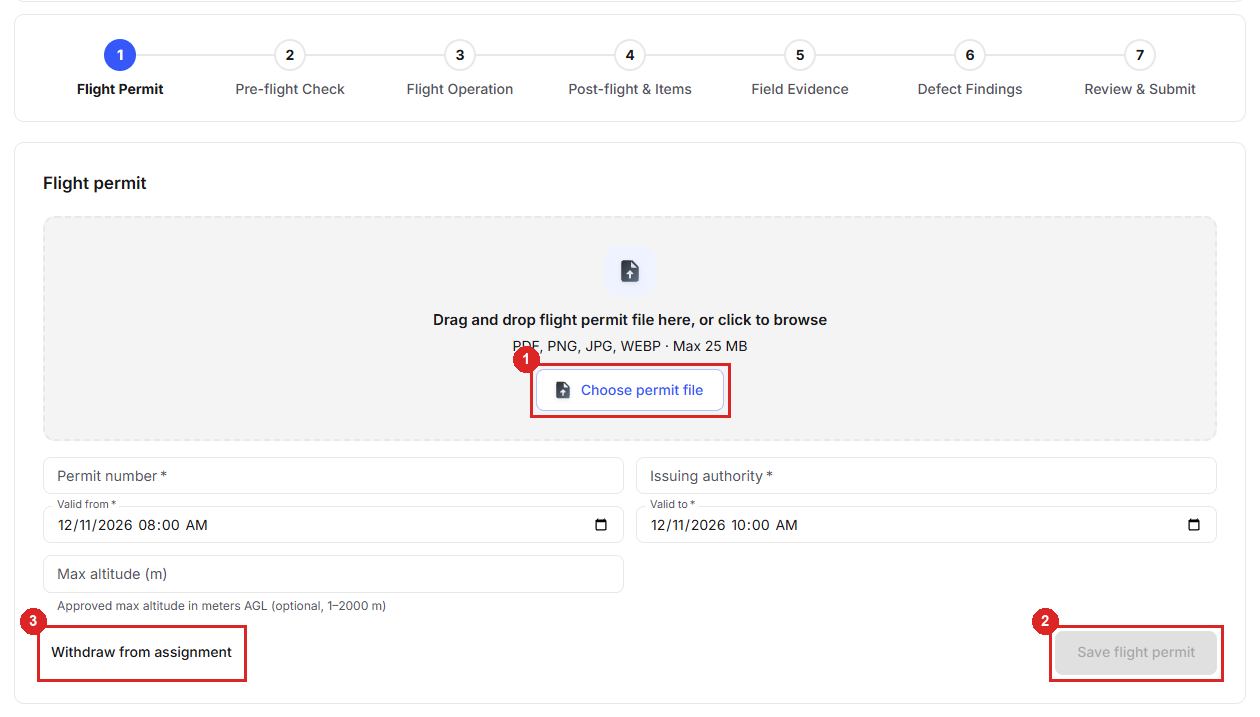 1 2 3 4 5 6 7
Flight Permit Pre-flight Check Flight Operation Post-flight & Items Field Evidence Defect Findings Review & Submit
Flight permit
Drag and drop flight permit file here, or click to browse
PDF, PNG, JPG, WEBP · Max 25 MB
1
Choose permit file
Permit number *
Issuing authority *
Valid from *
12/11/2026 08:00 AM
Valid to *
12/11/2026 10:00 AM
Max altitude (m)
Approved max altitude in meters AGL (optional, 1–2000 m)
3
Withdraw from assignment
2
Save flight permit